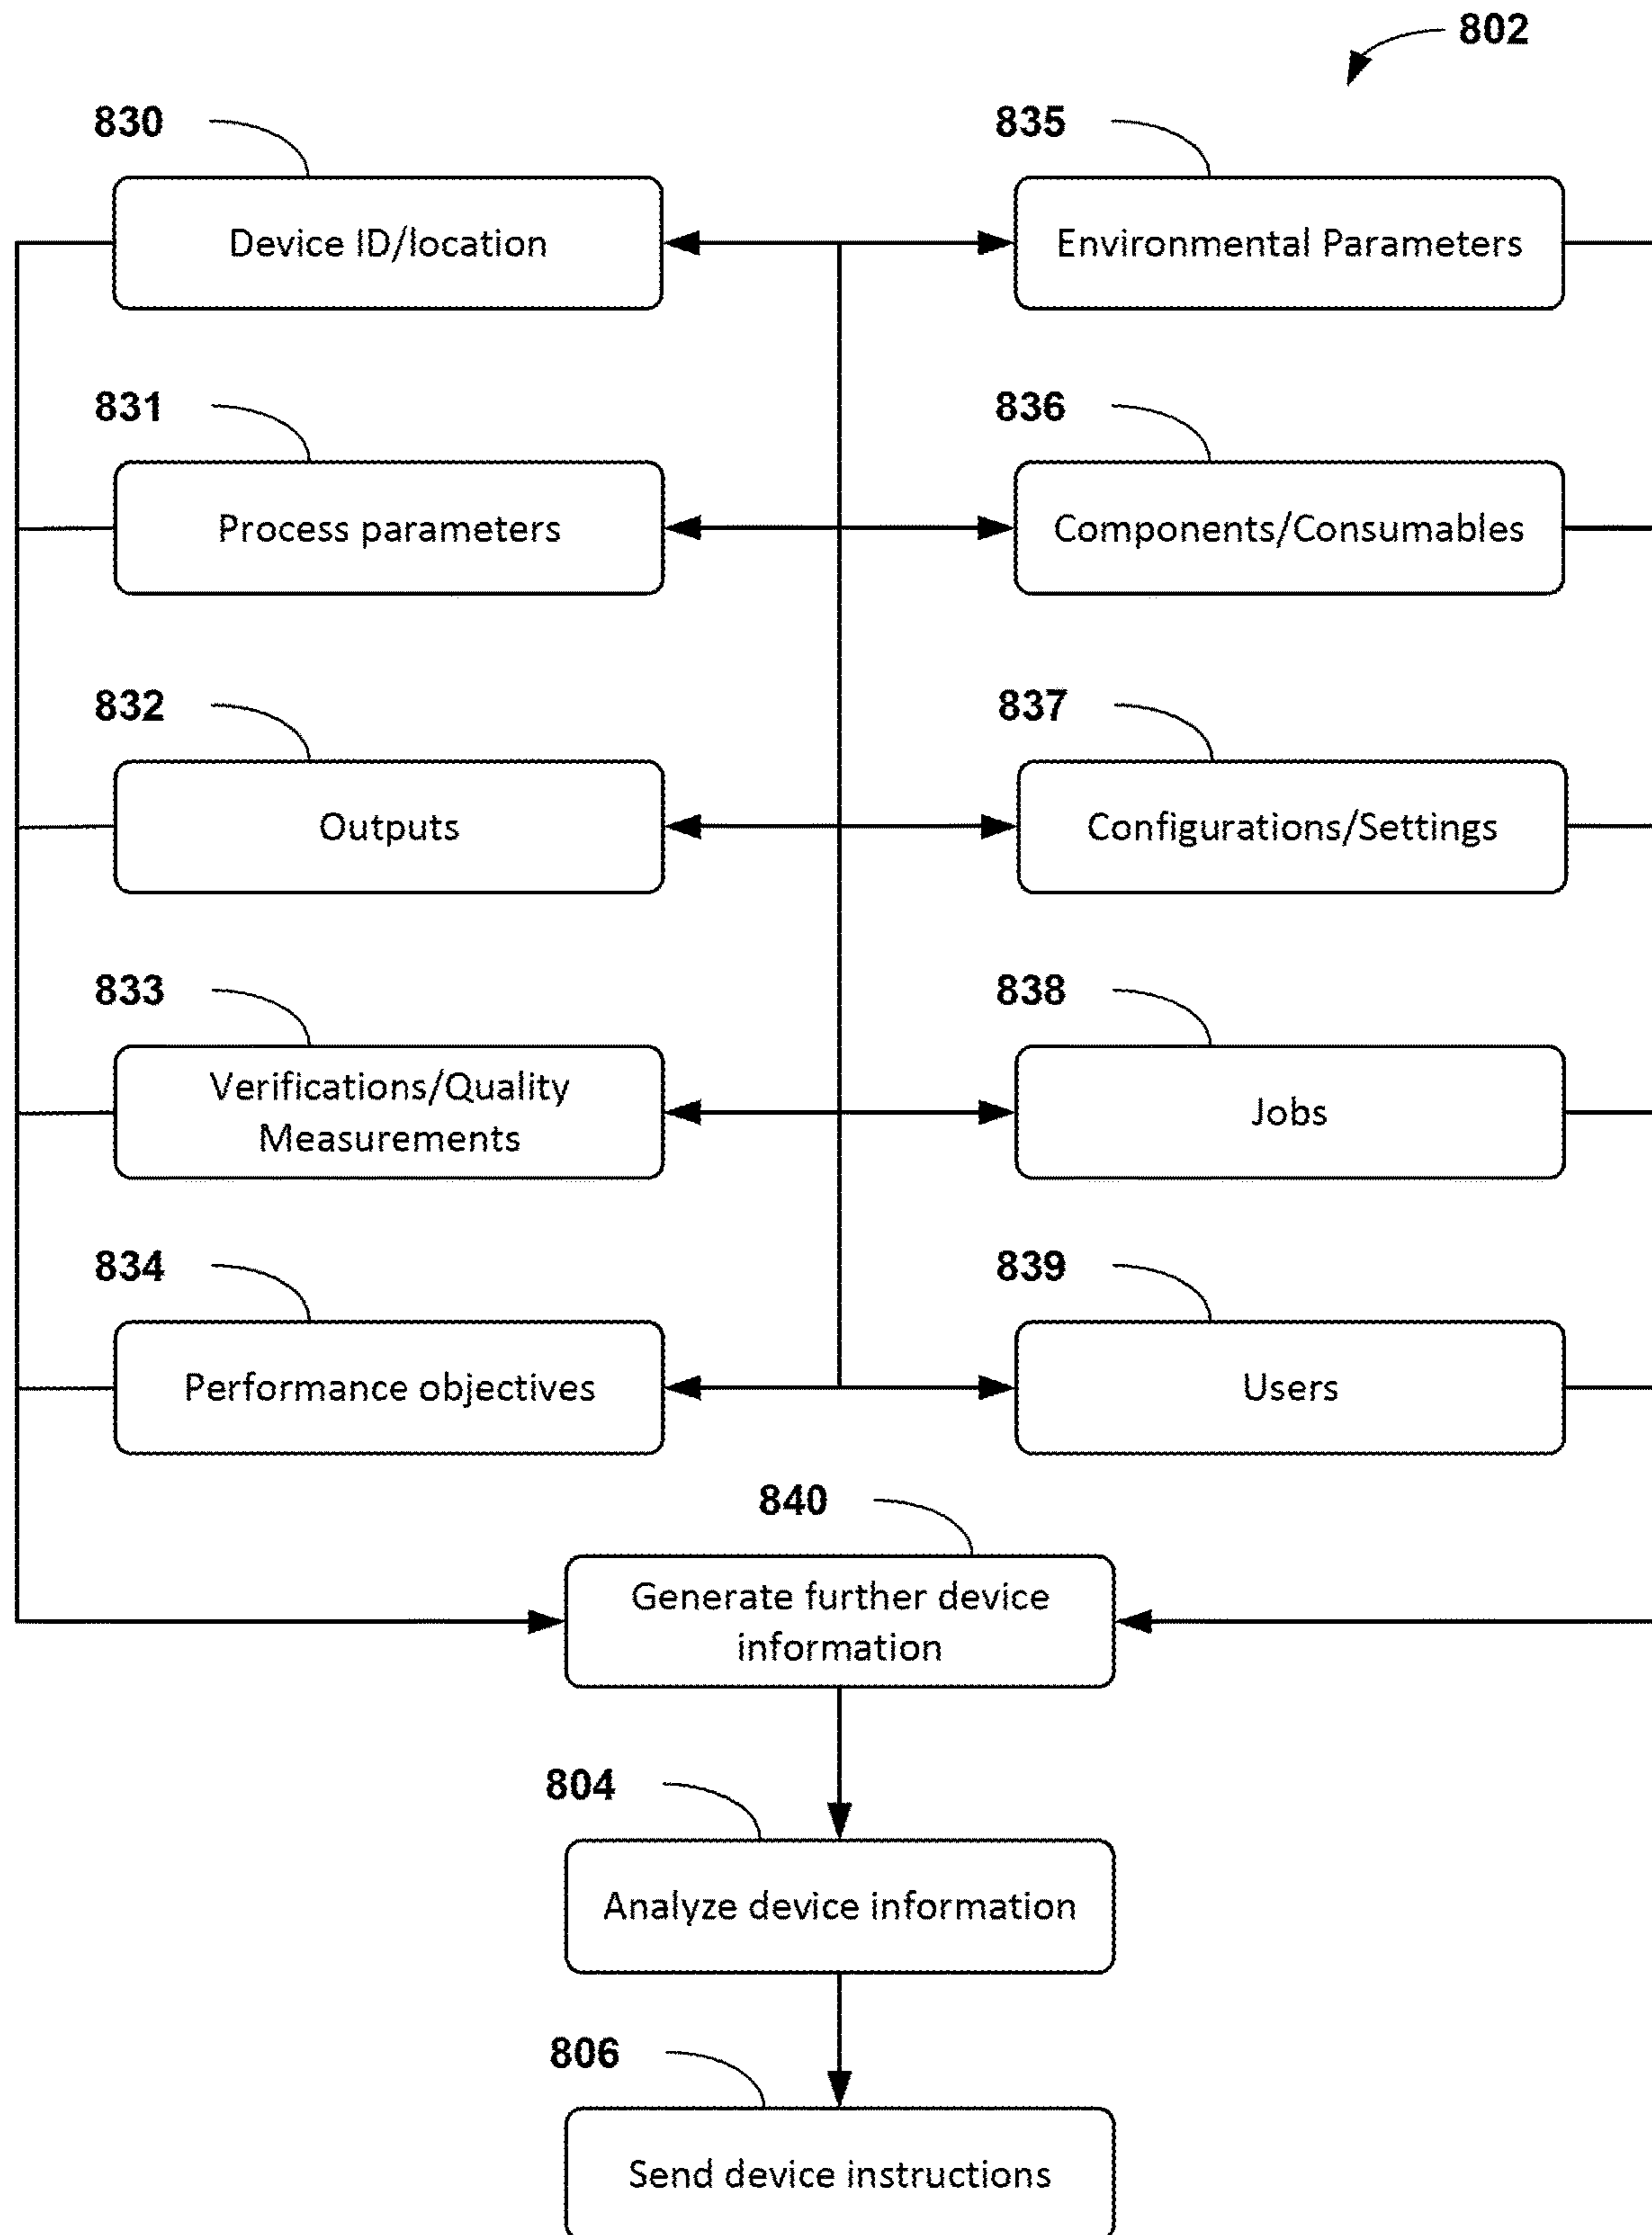 802
830
835
Device ID/location
Environmental Parameters
831
836
Process parameters
Components/Consumables
832
837
Outputs
Configurations/Settings
833
838
Verifications/Quality
Measurements
Jobs
834
839
Performance objectives
Users
840
Generate further device
information
804
Analyze device information
806
Send device instructions